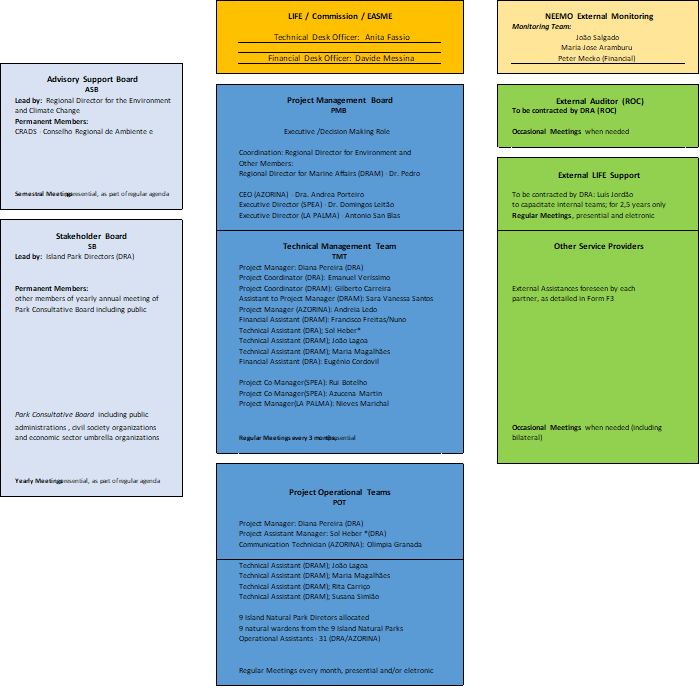 LIFE / Commission / EASME
Technical Desk Officer: Anita Fassio
Financial Desk Officer: Davide Messina
NEEMO External Monitoring
Monitoring Team:
João Salgado
Maria Jose Aramburu
Peter Mecko (Financial)
Advisory Support Board
ASB
Lead by: Regional Director for the Environment
and Climate Change
Permanent Members:
CRADS - Conselho Regional de Ambiente e
Semestral Meetings presential, as part of regular agenda
Stakeholder Board
SB
Lead by: Island Park Directors (DRA)
Permanent Members:
other members of yearly annual meeting of
Park Consultative Board including public
Park Consultative Board including public
administrations , civil society organizations
and economic sector umbrella organizations
Yearly Meetings presential, as part of regular agenda
Project Management Board
PMB
Executive /Decision Making Role
Coordination: Regional Director for Environment and
Other Members:
Regional Director for Marine Affairs (DRAM) - Dr. Pedro
CEO (AZORINA) - Dra. Andrea Porteiro
Executive Director (SPEA) - Dr. Domingos Leitão
Executive Director (LA PALMA) - Antonio San Blas
Technical Management Team
TMT
Project Manager: Diana Pereira (DRA)
Project Coordinator (DRA): Emanuel Veríssimo
Project Coordinator (DRAM): Gilberto Carreira
Assistant to Project Manager (DRAM): Sara Vanessa Santos
Project Manager (AZORINA): Andreia Ledo
Financial Assistant (DRAM): Francisco Freitas/Nuno
Technical Assistant (DRA); Sol Heber*
Technical Assistant (DRAM); João Lagoa
Technical Assistant (DRAM); Maria Magalhães
Financial Assistant (DRA): Eugénio Cordovil
Project Co-Manager(SPEA): Rui Botelho
Project Co-Manager(SPEA): Azucena Martin
Project Manager(LA PALMA): Nieves Marichal
Regular Meetings every 3 months, presential
Project Operational Teams
POT
Project Manager: Diana Pereira (DRA)
Project Assistant Manager: Sol Heber *(DRA)
Communication Technician (AZORINA): Olimpia Granada
Technical Assistant (DRAM); João Lagoa
Technical Assistant (DRAM); Maria Magalhães
Technical Assistant (DRAM); Rita Carriço
Technical Assistant (DRAM); Susana Simião
9 Island Natural Park Diretors allocated
9 natural wardens from the 9 Island Natural Parks
Operational Assistants - 31 (DRA/AZORINA)
Regular Meetings every month, presential and/or eletronic
External Auditor (ROC)
To be contracted by DRA (ROC)
Occasional Meetings when needed
External LIFE Support
To be contracted by DRA: Luis Jordão
to capacitate internal teams; for 2,5 years only
Regular Meetings, presential and eletronic
Other Service Providers
External Assistances foreseen by each
partner, as detailed in Form F3
Occasional Meetings when needed (including
bilateral)